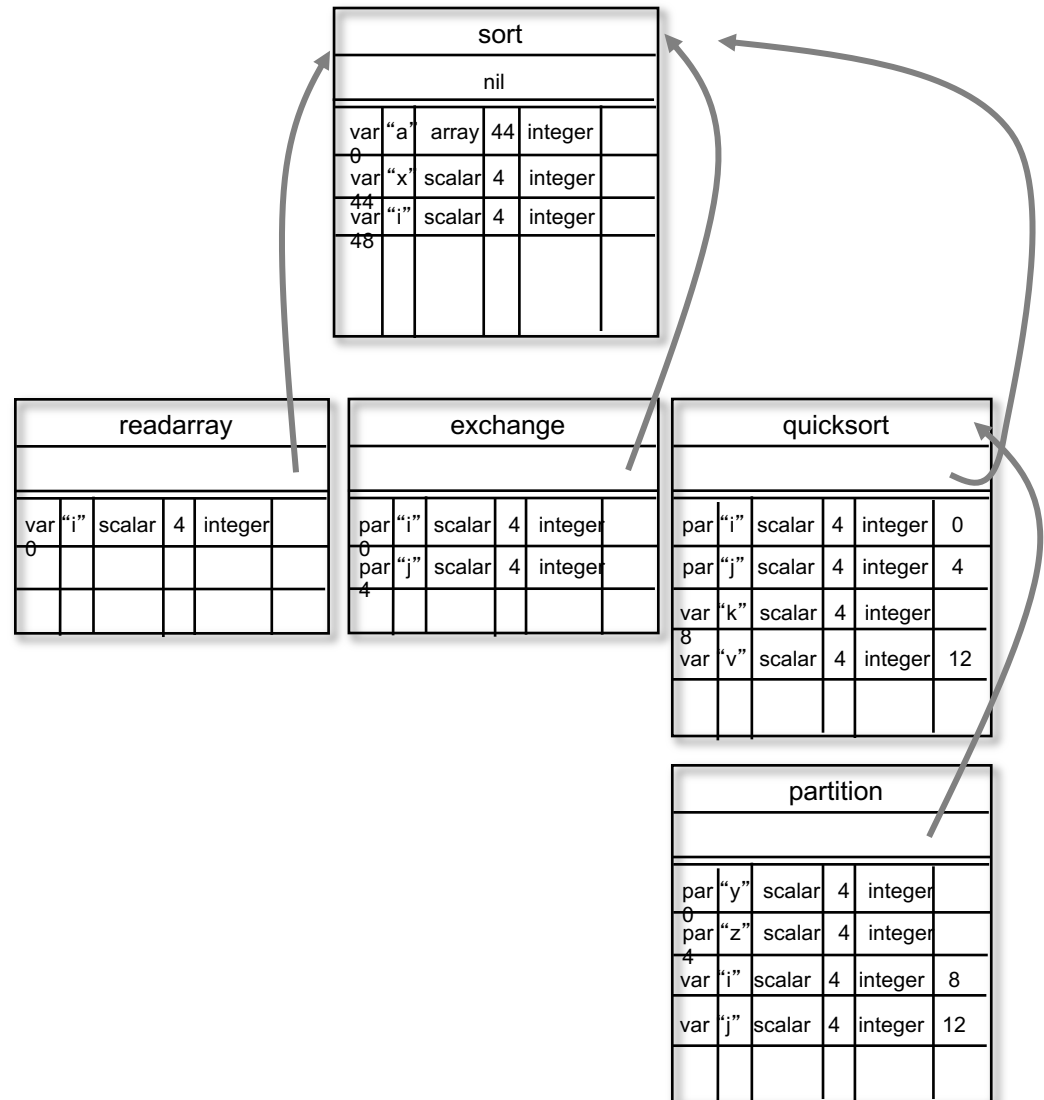 sort
nil
var “a” array 44 integer
0
var “x” scalar 4 integer
44
var “i” scalar 4 integer
48
readarray
var “i” scalar 4 integer
0
exchange
par “i” scalar 4 integer
0
par “j” scalar 4 integer
4
quicksort
par “i” scalar 4 integer 0
par “j” scalar 4 integer 4
var “k” scalar 4 integer
8
var “v” scalar 4 integer 12
partition
par “y” scalar 4 integer
0
par “z” scalar 4 integer
4
var “i” scalar 4 integer 8
var “j” scalar 4 integer 12